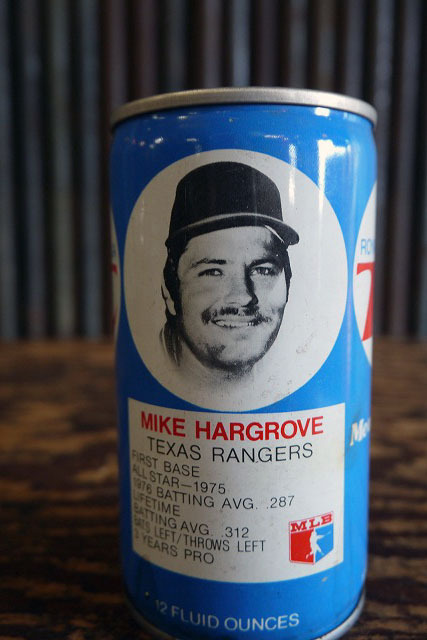 MIKE HARGROVE
TEXAS RANGERS
FIRST BASE
ALL STAR—1975
1976 BATTING AVG. .287
LIFETIME
BATTING AVG. .312
BATS LEFT/THROWS LEFT
3 YEARS PRO
MLB
12 FLUID OUNCES